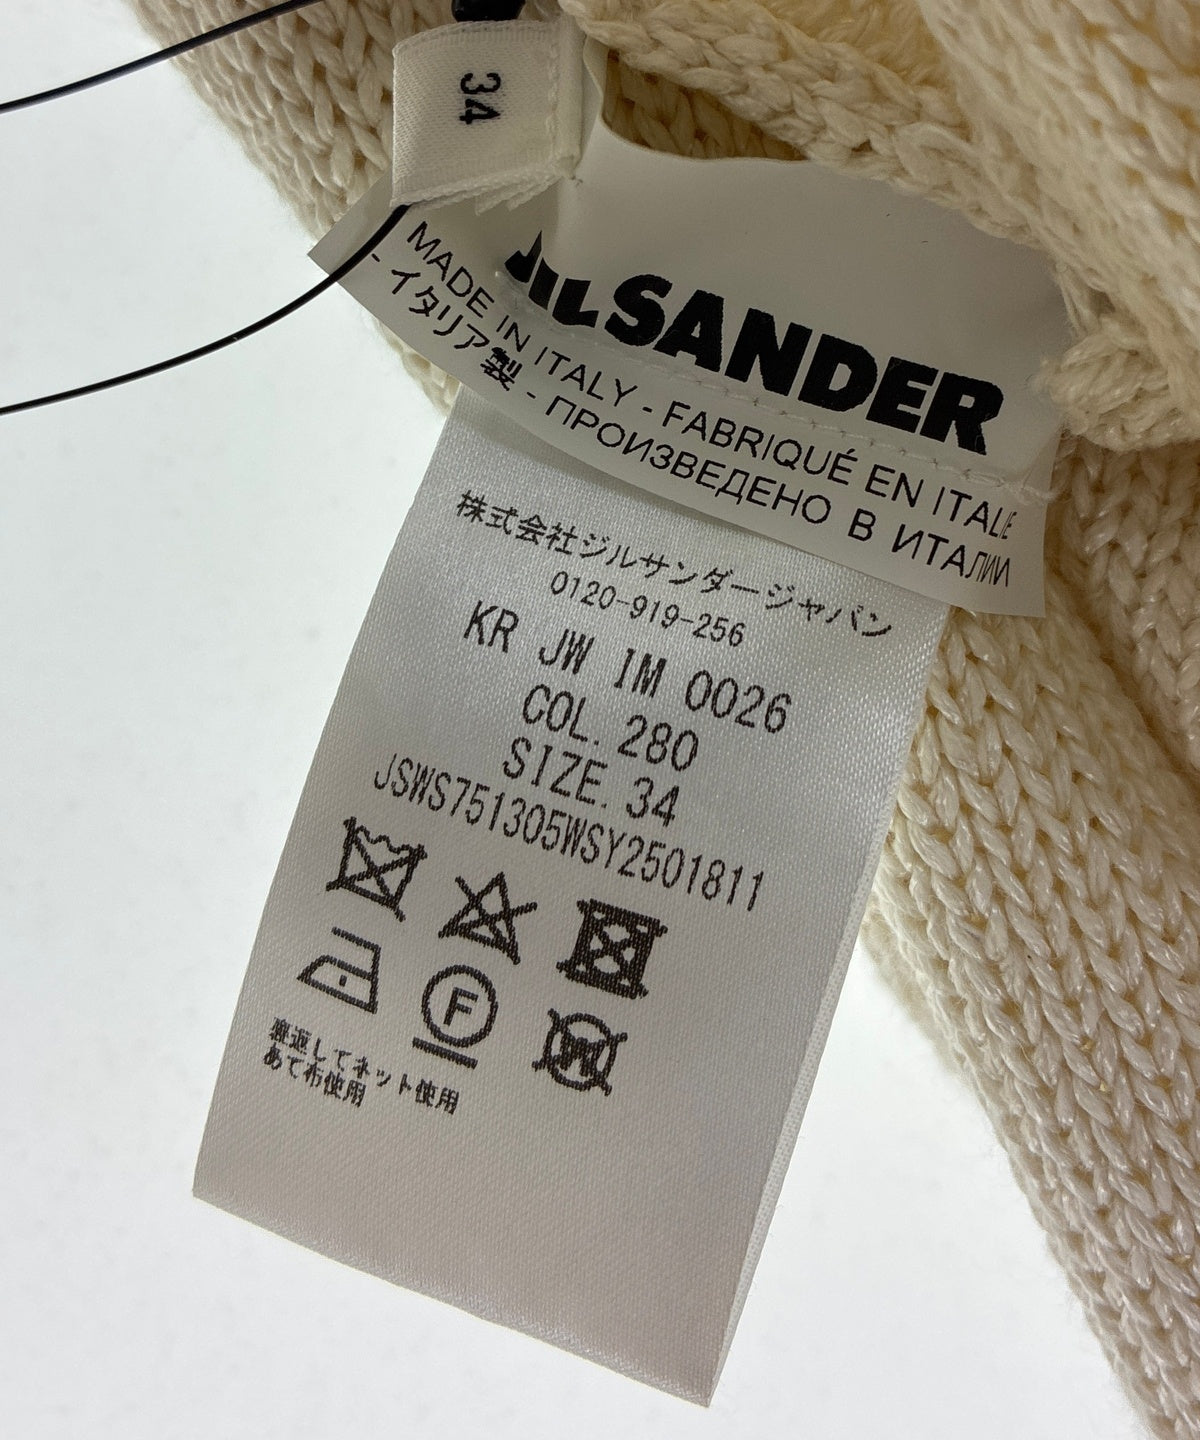 34
JIL SANDER
MADE IN ITALY - FABRIQUÉ EN ITALIE
- イタリア製 - ПРОИЗВЕДЕНО В ИТАЛИИ
株式会社ジルサンダージャパン
0120-919-256
KR JW IM 0026
COL. 280
SIZE. 34
JSWS751305WSY2501811
F
W
裏返してネット使用
あて布使用